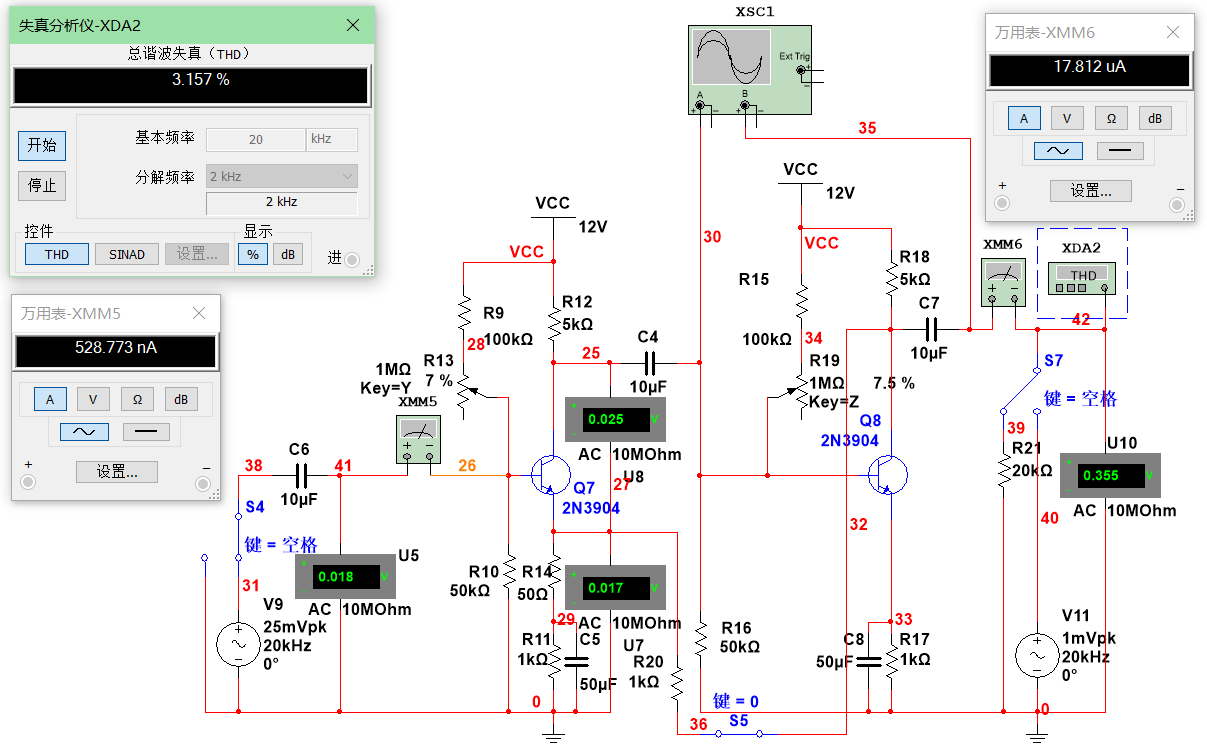 失真分析仪-XDA2
总谐波失真（THD）
3.157 %
开始
停止
基本频率
20
kHz
分解频率
2 kHz
2 kHz
控件
THD
SINAD
设置...
显示
%
dB
进
万用表-XMM5
528.773 nA
A
V
Ω
dB
+
设置...
−
万用表-XMM6
17.812 uA
A
V
Ω
dB
+
设置...
−
XSC1
Ext Trig
A
B
35
30
VCC
12V
VCC
R9
100kΩ
28
R12
5kΩ
25
C4
10µF
1MΩ
Key=Y
R13
7 %
XMM5
26
0.025
V
AC
10MOhm
U8
27
C6
10µF
38
41
S4
键 = 空格
31
V9
25mVpk
20kHz
0°
0.018
V
U5
AC
10MOhm
Q7
2N3904
R10
50kΩ
R14
50Ω
0.017
V
AC
10MOhm
U7
29
R11
1kΩ
C5
50µF
0
R20
1kΩ
36
键 = 0
S5
VCC
12V
VCC
R15
100kΩ
34
R18
5kΩ
C7
10µF
R19
1MΩ
Key=Z
7.5 %
Q8
2N3904
32
R16
50kΩ
33
C8
50µF
R17
1kΩ
XMM6
XDA2
THD
42
S7
键 = 空格
39
R21
20kΩ
40
U10
0.355
V
AC
10MOhm
V11
1mVpk
20kHz
0°
0